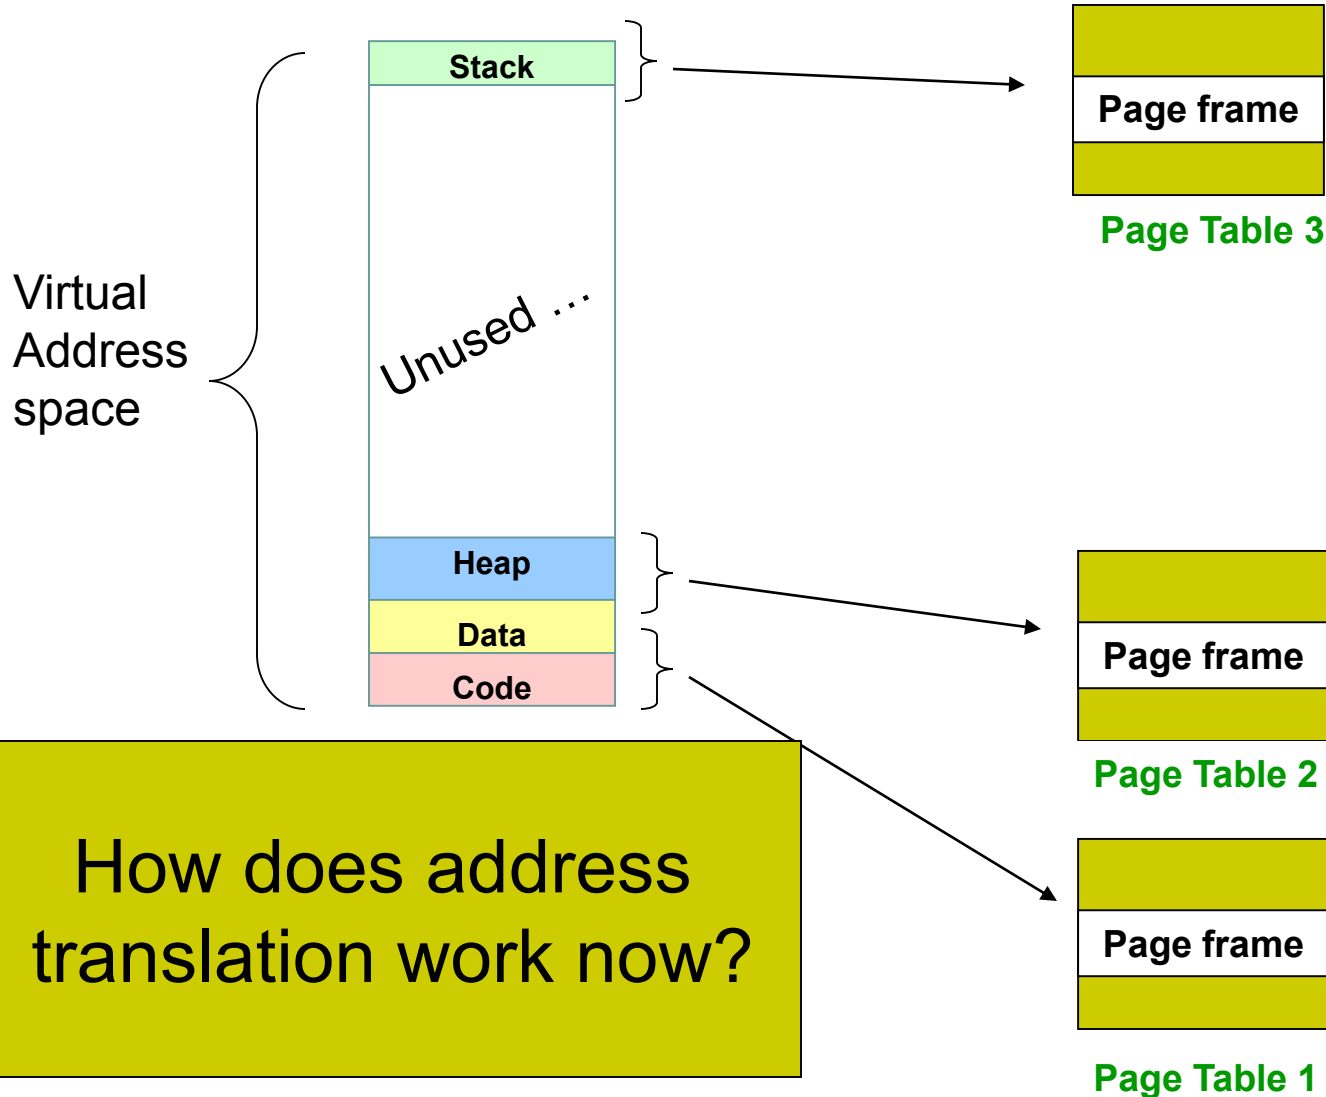 Stack
Page frame
Page Table 3
Virtual
Address
space
Unused …
Heap
Data
Code
Page frame
Page Table 2
How does address
translation work now?
Page frame
Page Table 1